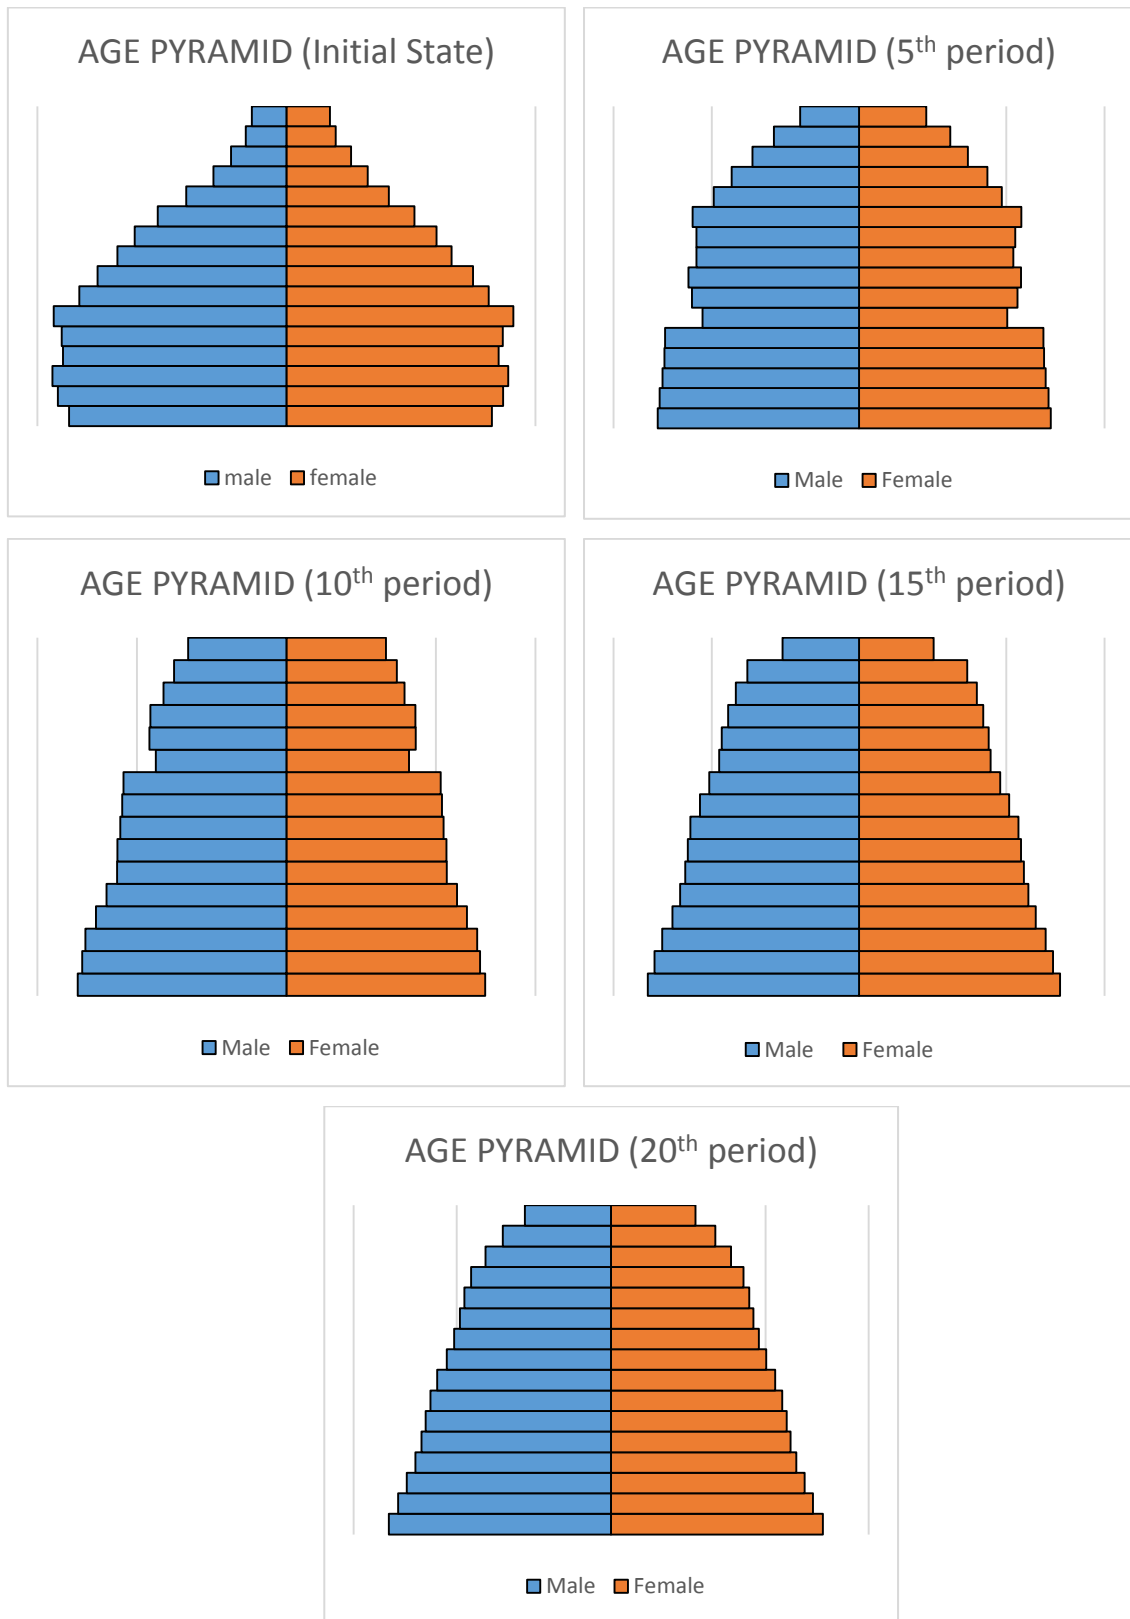 AGE PYRAMID (Initial State)
male female
AGE PYRAMID (5th period)
Male Female
AGE PYRAMID (10th period)
Male Female
AGE PYRAMID (15th period)
Male Female
AGE PYRAMID (20th period)
Male Female